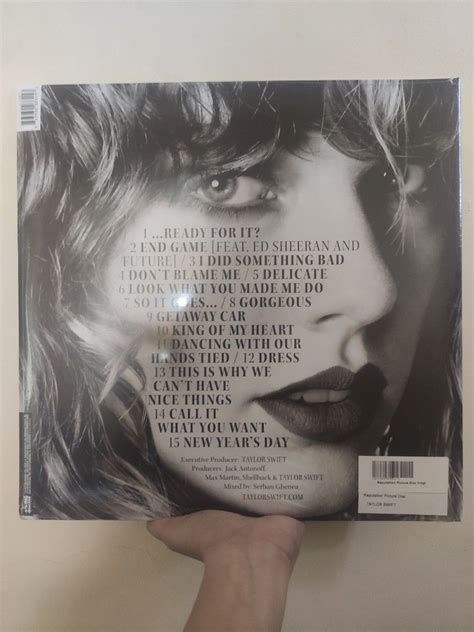 1 ...READY FOR IT?
2 END GAME [FEAT. ED SHEERAN AND
FUTURE] / 3 I DID SOMETHING BAD
4 DON'T BLAME ME / 5 DELICATE
6 LOOK WHAT YOU MADE ME DO
7 SO IT GOES... / 8 GORGEOUS
9 GETAWAY CAR
10 KING OF MY HEART
11 DANCING WITH OUR
HANDS TIED / 12 DRESS
13 THIS IS WHY WE
CAN'T HAVE
NICE THINGS
14 CALL IT
WHAT YOU WANT
15 NEW YEAR'S DAY
Executive Producer: TAYLOR SWIFT
Producers: Jack Antonoff,
Max Martin, Shellback & TAYLOR SWIFT
Mixed by Serban Ghenea
TAYLORSWIFT.COM
Reputation Picture Disc Vinyl
Reputation Picture Disc
TAYLOR SWIFT